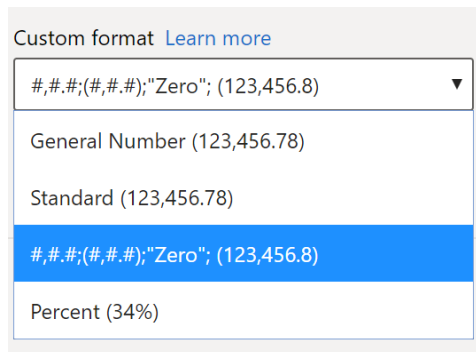 Custom format Learn more
#,#.#;(#,#.#);"Zero"; (123,456.8)
General Number (123,456.78)
Standard (123,456.78)
#,#.#;(#,#.#);"Zero"; (123,456.8)
Percent (34%)